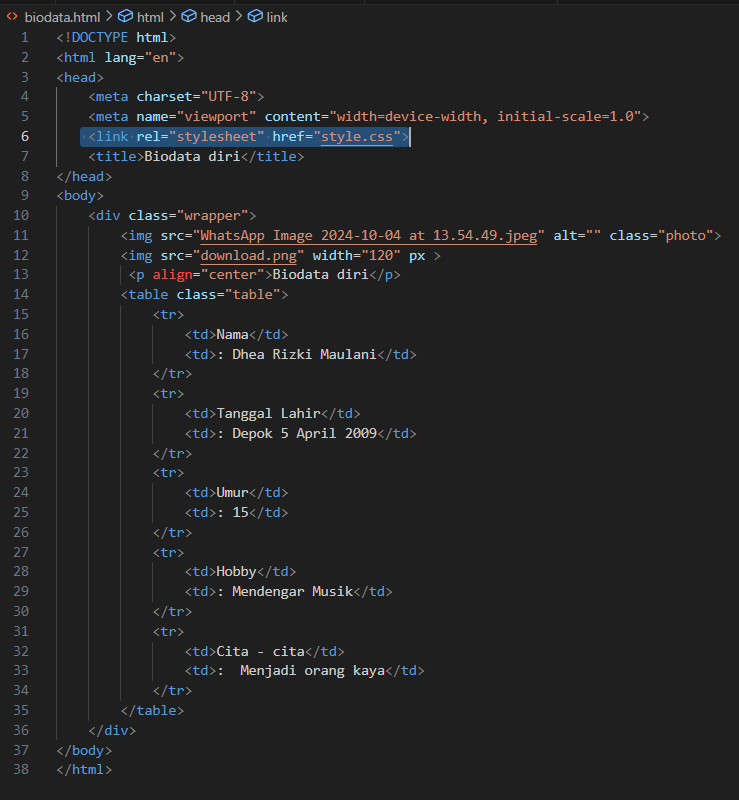 biodata.html > html > head > link
1 <!DOCTYPE html>
2 <html lang="en">
3 <head>
4 <meta charset="UTF-8">
5 <meta name="viewport" content="width=device-width, initial-scale=1.0">
6 <link rel="stylesheet" href="style.css">
7 <title>Biodata diri</title>
8 </head>
9 <body>
10 <div class="wrapper">
11 <img src="WhatsApp Image 2024-10-04 at 13.54.49.jpeg" alt="" class="photo">
12 <img src="download.png" width="120" px >
13 <p align="center">Biodata diri</p>
14 <table class="table">
15 <tr>
16 <td>Nama</td>
17 <td>: Dhea Rizki Maulani</td>
18 </tr>
19 <tr>
20 <td>Tanggal Lahir</td>
21 <td>: Depok 5 April 2009</td>
22 </tr>
23 <tr>
24 <td>Umur</td>
25 <td>: 15</td>
26 </tr>
27 <tr>
28 <td>Hobby</td>
29 <td>: Mendengar Musik</td>
30 </tr>
31 <tr>
32 <td>Cita - cita</td>
33 <td>:  Menjadi orang kaya</td>
34 </tr>
35 </table>
36 </div>
37 </body>
38 </html>